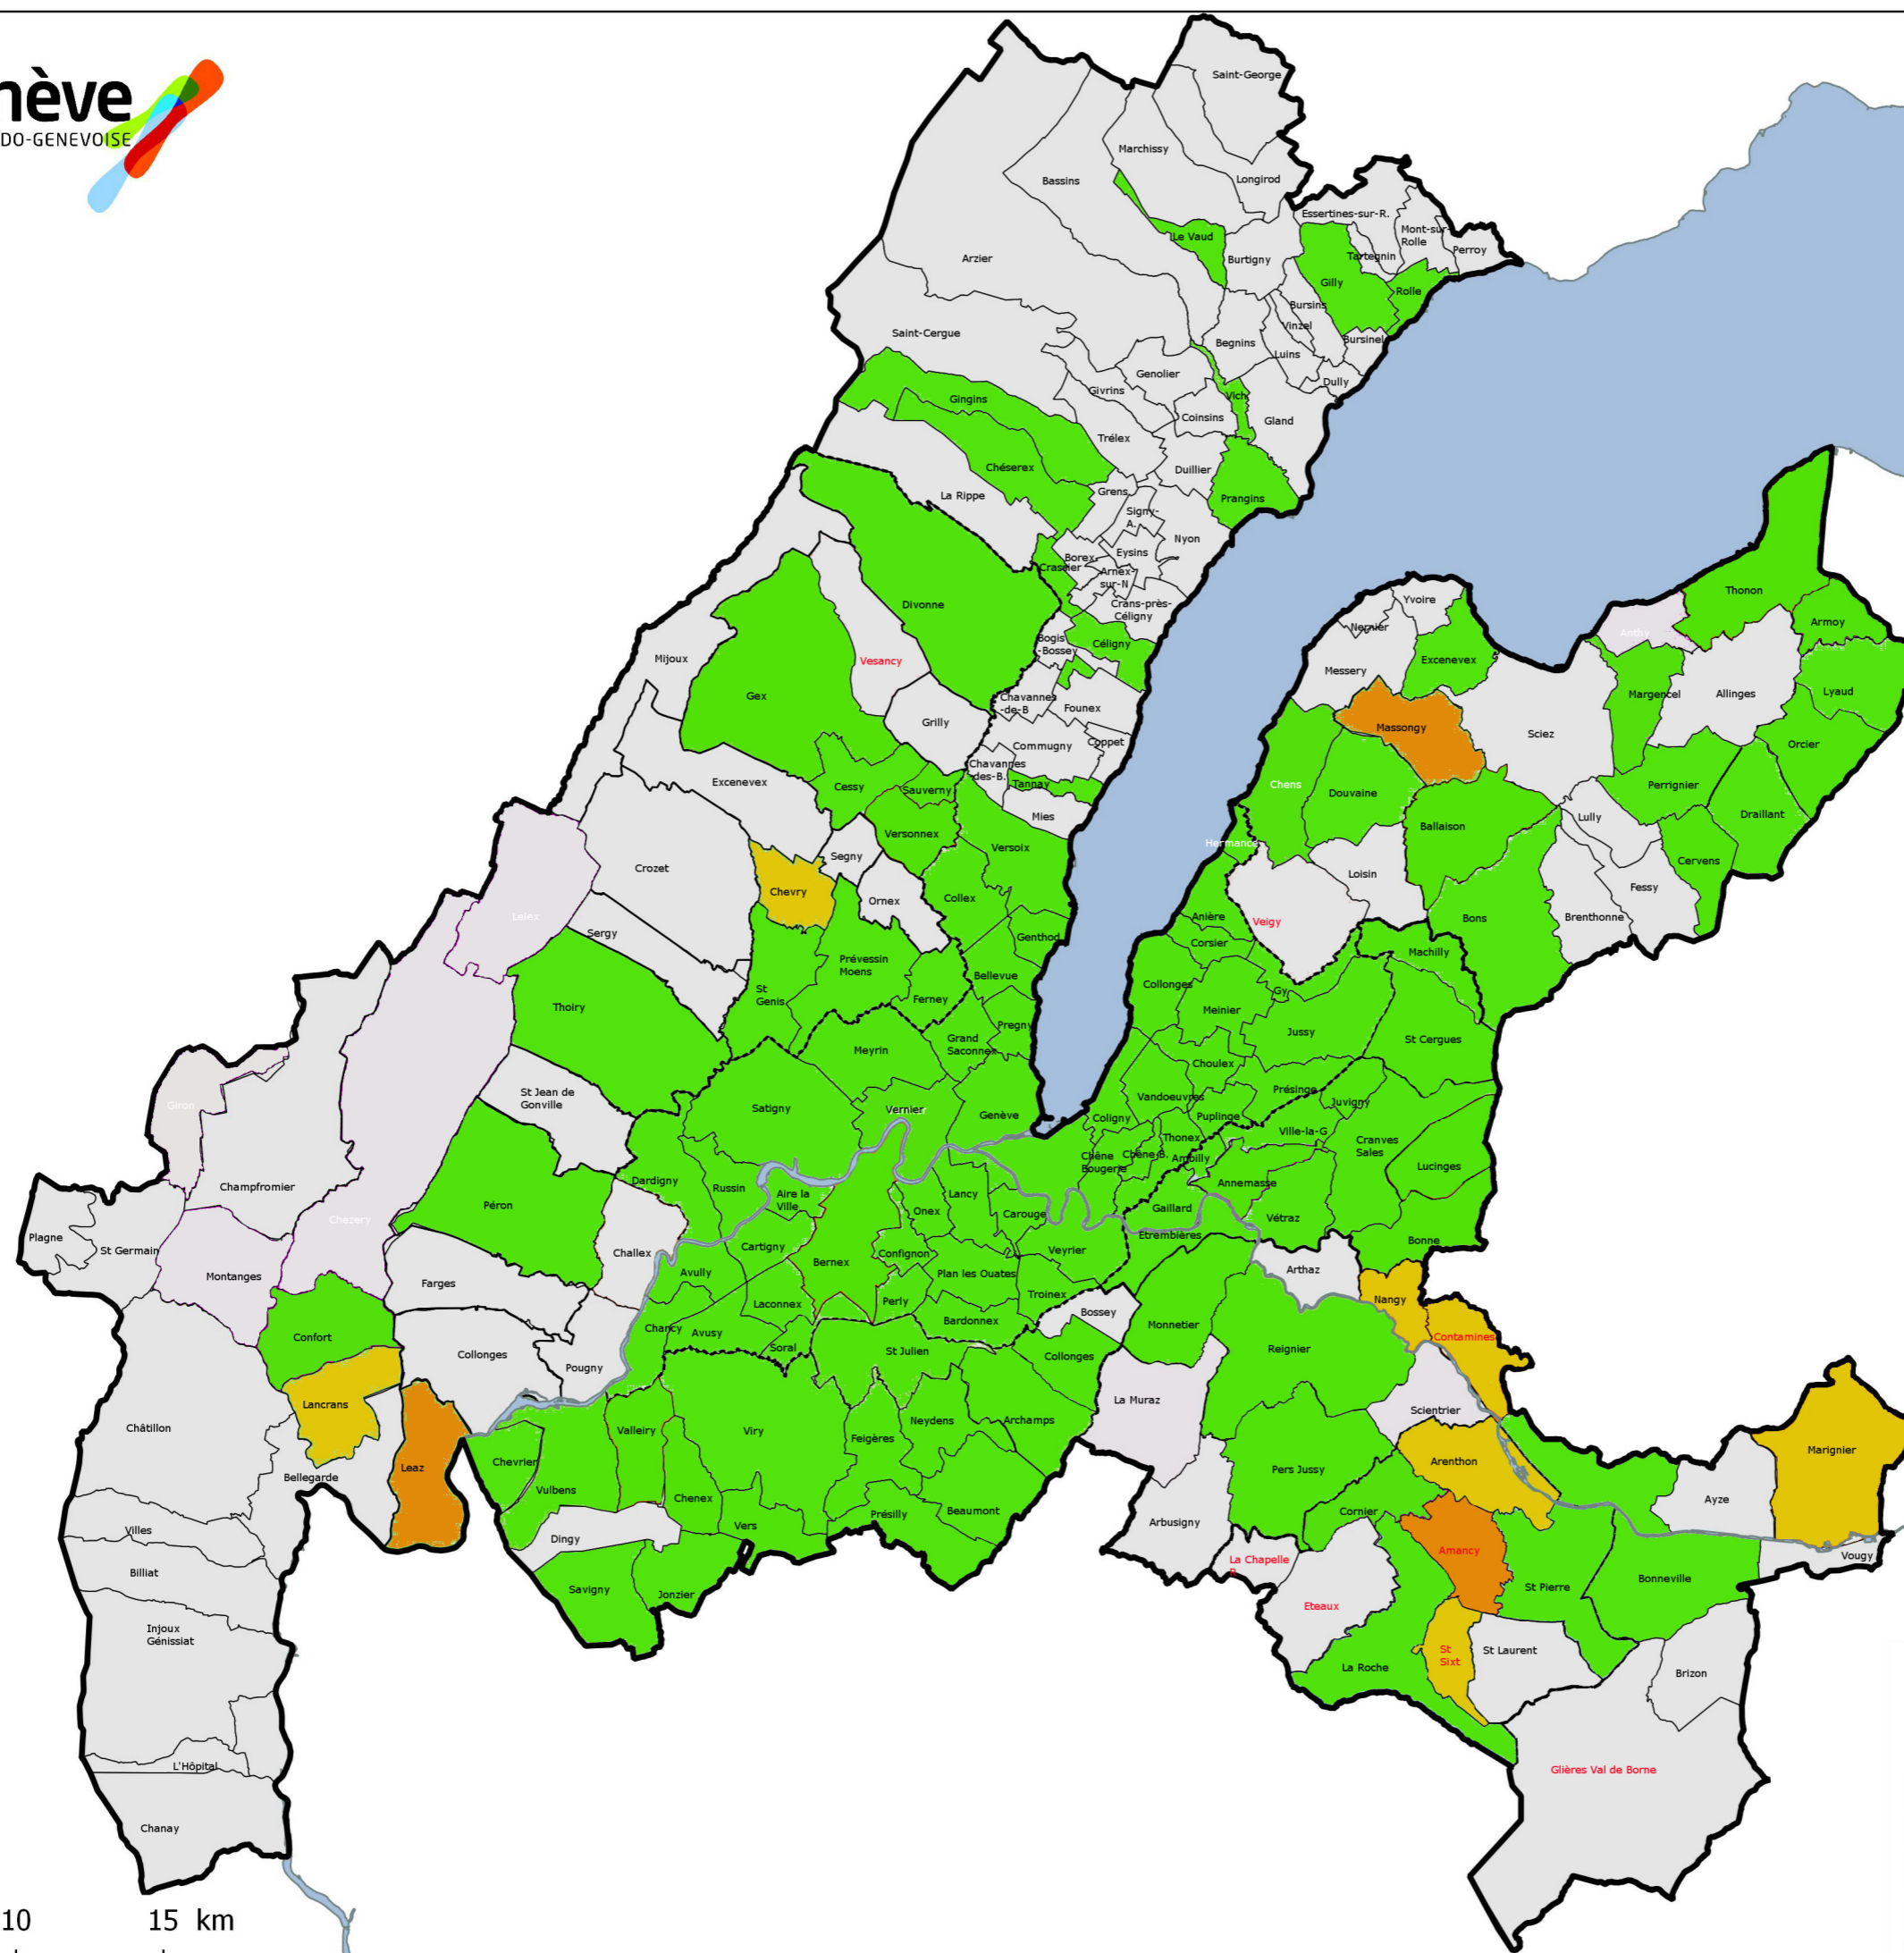 nève
DO-GENEVOISE
Saint-George
Marchissy
Longirod
Bassins
Essertines-sur-R.
Mont-sur-
Rolle
Perroy
Le Vaud
Burtigny
Tartegnin
Arzier
Gilly
Rolle
Bursins
Vinzel
Saint-Cergue
Begnins
Luins
Bursinel
Genolier
Dully
Givrins
Vich
Gingins
Coinsins
Gland
Trélex
Chéserex
Duillier
La Rippe
Grens
Prangins
Signy-
A.
Nyon
Eysins
Borex
Crassier
Arnex-
sur-N
Crans-près-
Céligny
Divonne
Céligny
Bogis
-Bossey
Vesancy
Mijoux
Gex
Chavannes
-de-B
Founex
Grilly
Commugny
Coppet
Chavannes
-des-B.
Tannay
Mies
Excenevex
Cessy
Sauverny
Versonnex
Versoix
Segny
Crozet
Chevry
Ornex
Collex
Lelex
Sergy
Genthod
Prévessin
Moens
Bellevue
St
Genis
Ferney
Thoiry
Pregny
Grand
Saconnex
Meyrin
St Jean de
Gonville
Satigny
Vernier
Genève
Giron
Champfromier
Chezery
Péron
Dardigny
Russin
Aire la
Ville
Lancy
Onex
Carouge
Plagne
St Germain
Montanges
Challex
Cartigny
Confignon
Veyrier
Bernex
Farges
Avully
Plan les Ouates
Laconnex
Perly
Troinex
Bardonnex
Confort
Chancy
Avusy
Soral
Collonges
Pougny
St Julien
Bossey
Collonges
Lancrans
Châtillon
Valleiry
Viry
Neydens
Archamps
Feigères
Leaz
Chevrier
Bellegarde
Vulbens
Chenex
Présilly
Beaumont
Vers
Villes
Dingy
Billiat
Savigny
Jonzier
Injoux
Génissiat
L'Hôpital
Chanay
10
15 km
Yvoire
Nernier
Messery
Excenevex
Anthy
Thonon
Armoy
Margencel
Allinges
Lyaud
Massongy
Sciez
Orcier
Chens
Douvaine
Perrignier
Draillant
Ballaison
Lully
Hermance
Cervens
Loisin
Fessy
Anière
Veigy
Bons
Brenthonne
Corsier
Machilly
Collonges
Gy
Meinier
Jussy
St Cergues
Choulex
Présinge
Vandoeuvres
Juvigny
Coligny
Puplinge
Ville-la-G
Thonex
Cranves
Sales
Chêne
Bougerie
Chêne B.
Ambilly
Lucinges
Annemasse
Gaillard
Vétraz
Etrembières
Bonne
Arthaz
Nangy
Monnetier
Contamines
Reignier
La Muraz
Scientrier
Marignier
Arenthon
Pers Jussy
Ayze
Cornier
Arbusigny
Vougy
La Chapelle
Amancy
Bonneville
St Pierre
Eteaux
St
Sixt
St Laurent
La Roche
Brizon
Glières Val de Borne